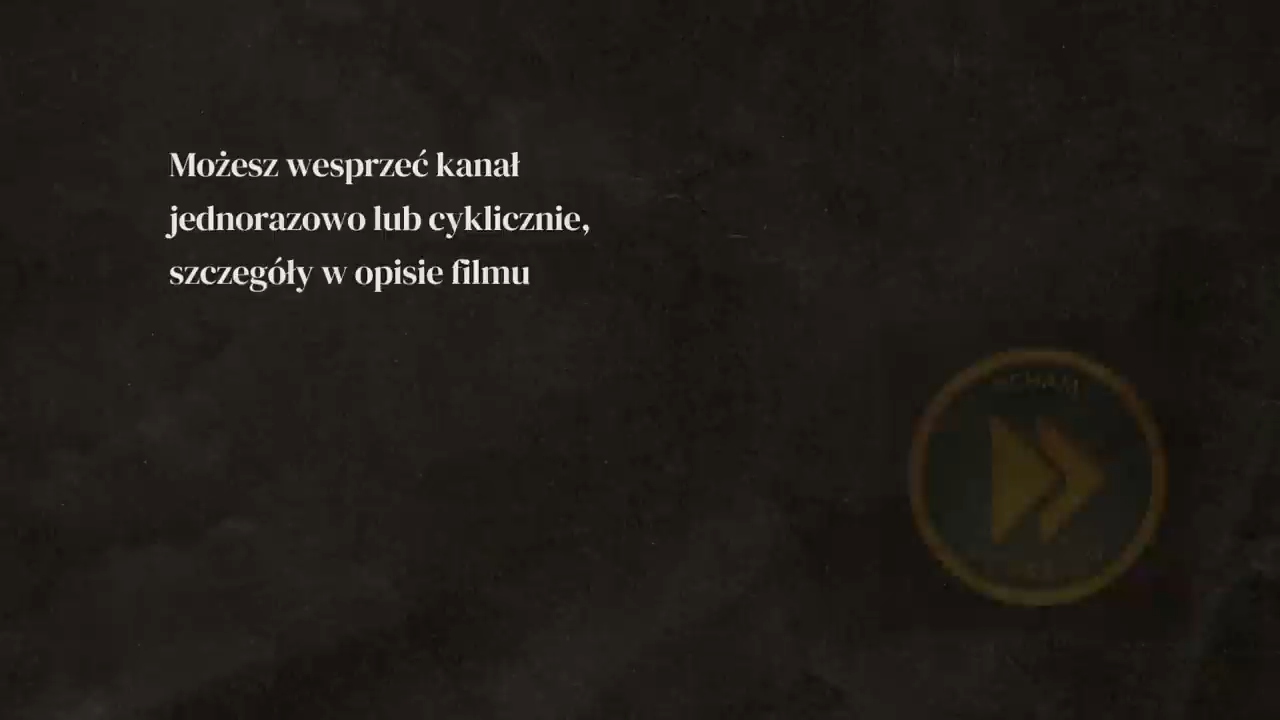 Możesz wesprzeć kanał
jednorazowo lub cyklicznie,
szczegóły w opisie filmu